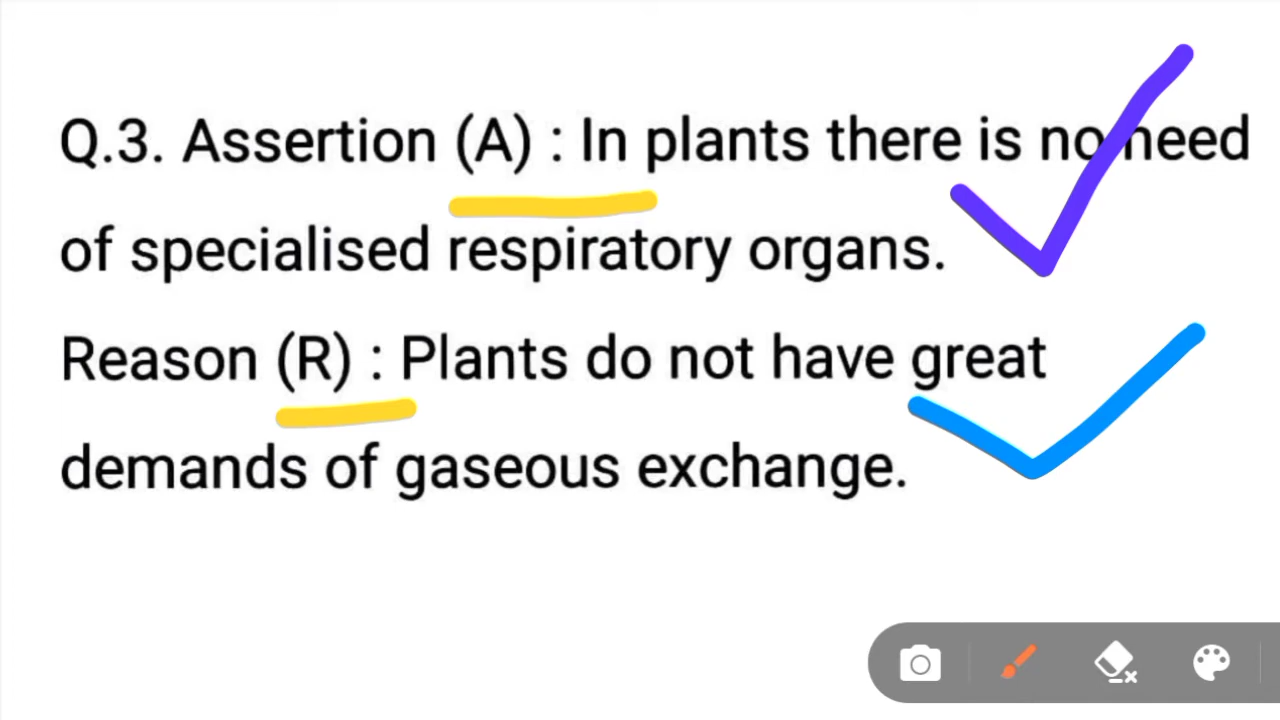 Q.3. Assertion (A) : In plants there is no need
of specialised respiratory organs.
Reason (R) : Plants do not have great
demands of gaseous exchange.